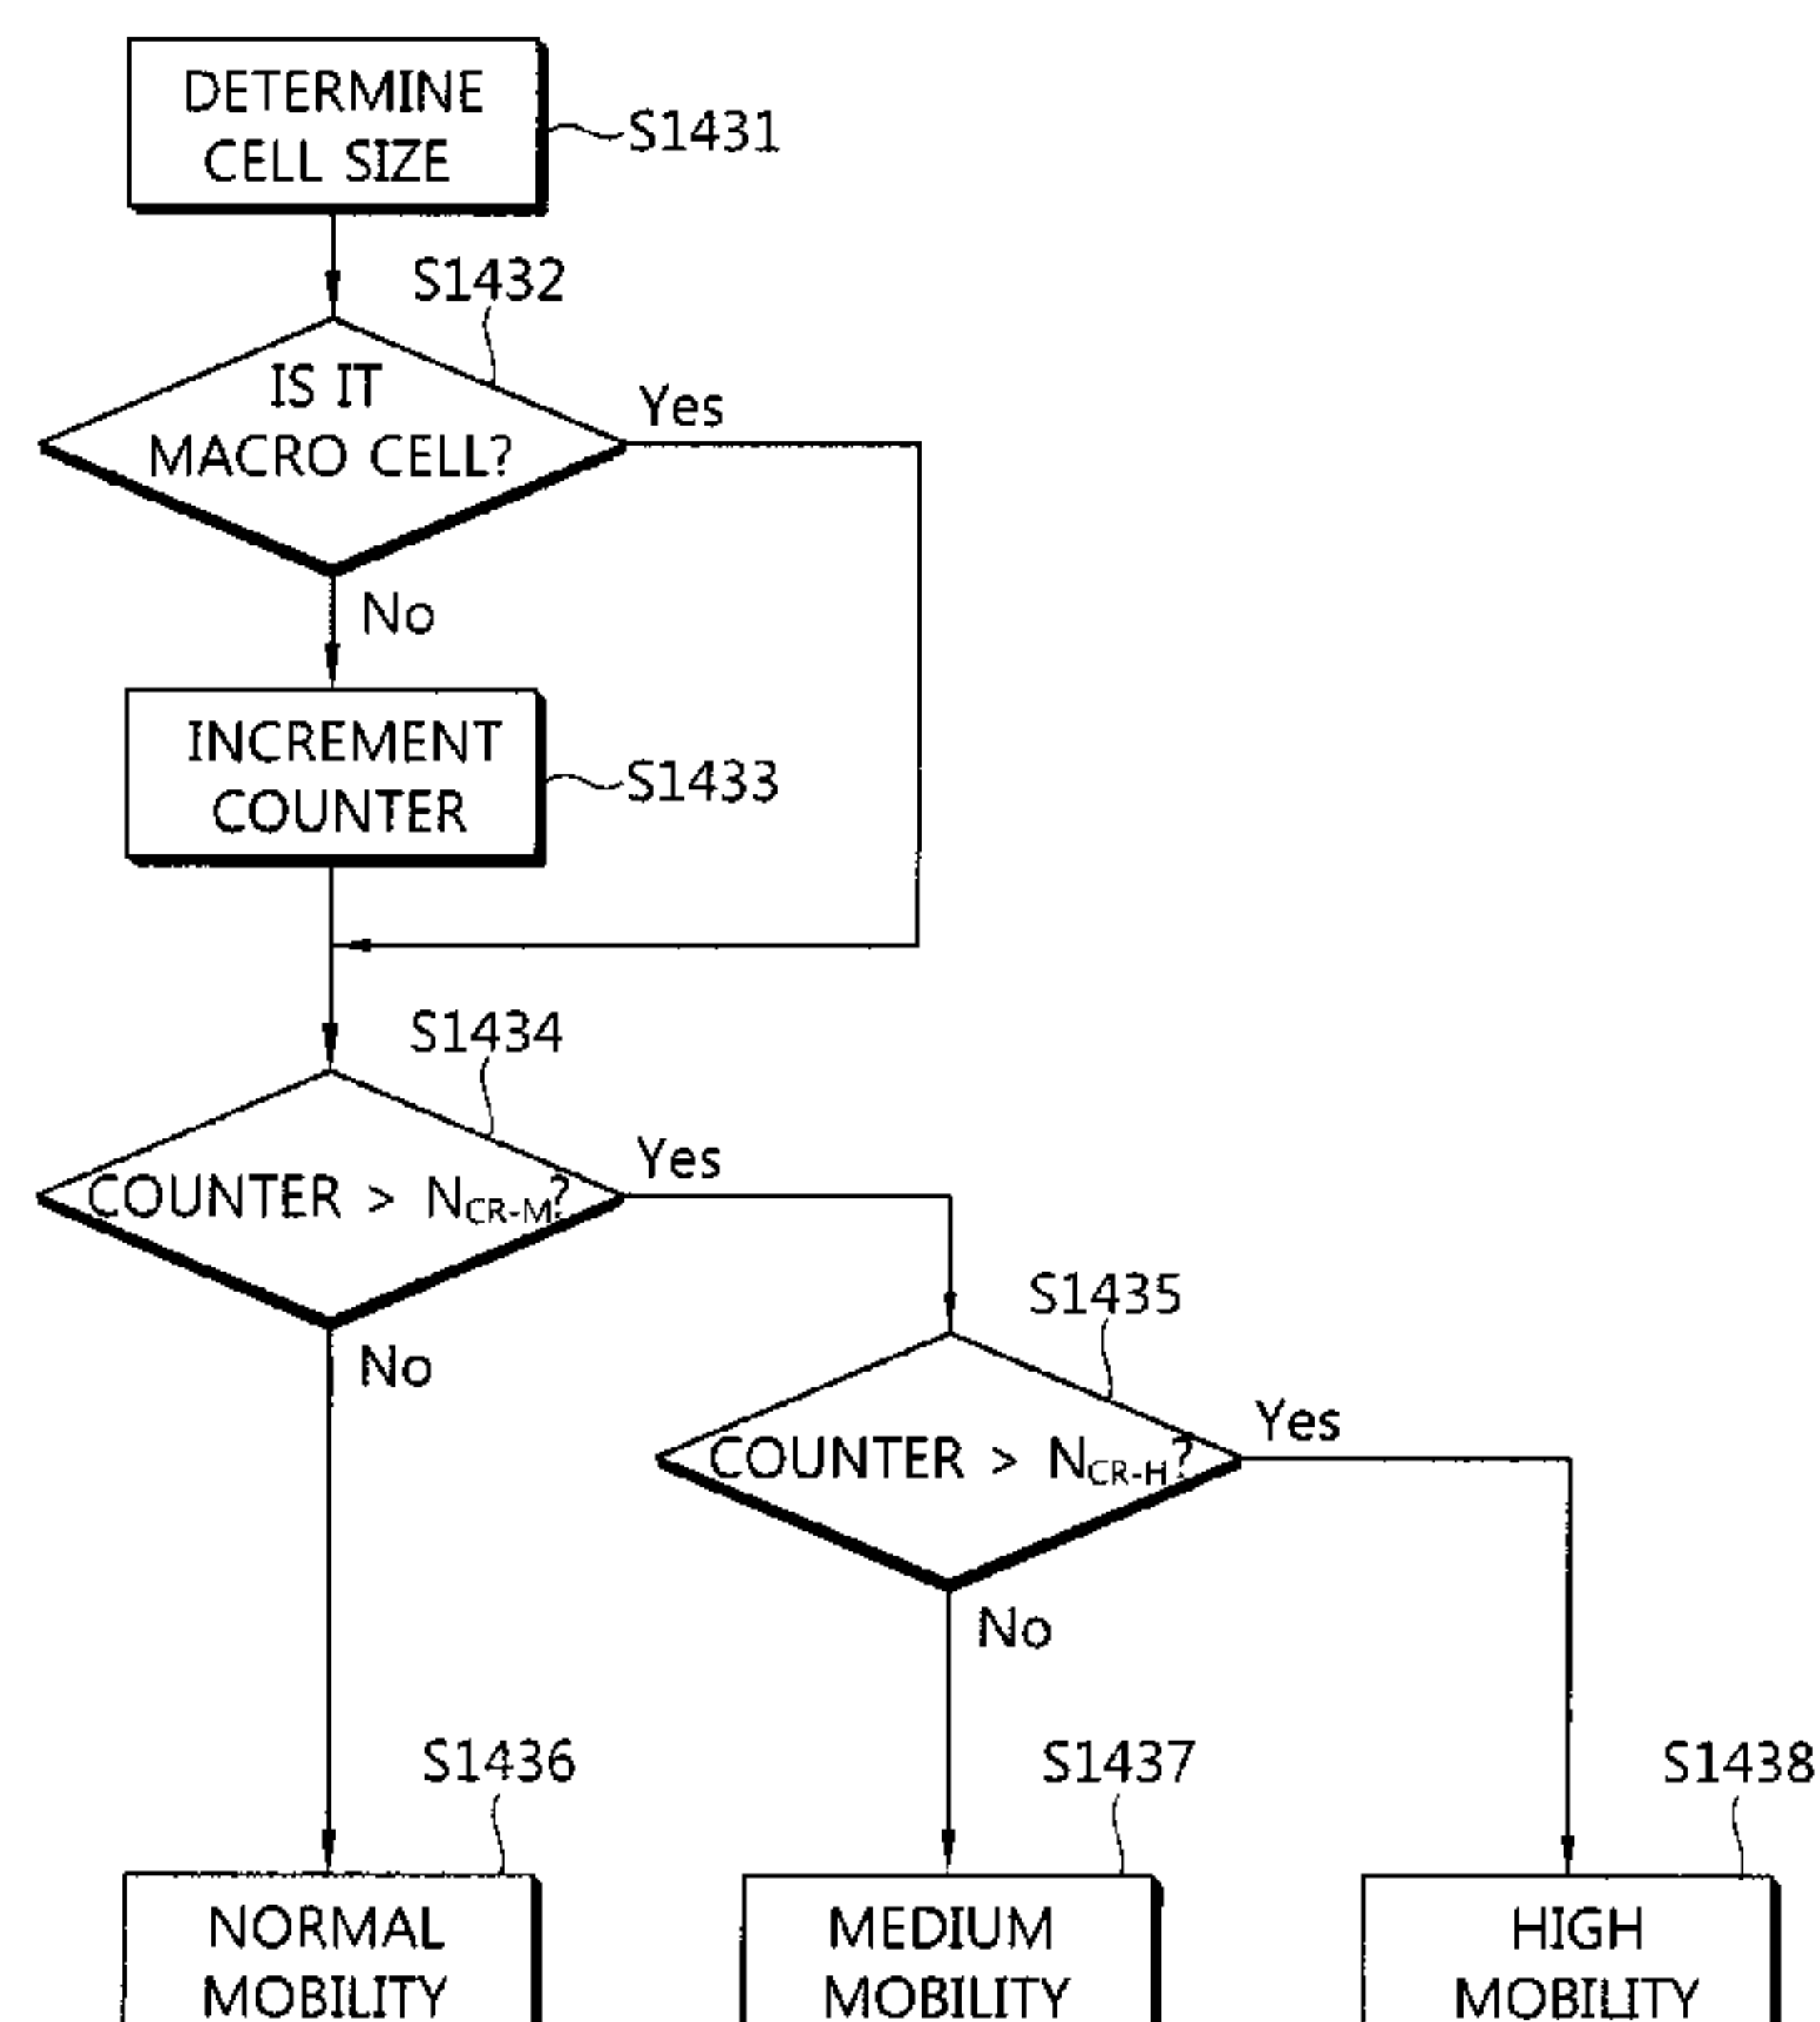 DETERMINE
CELL SIZE
S1431
S1432
IS IT
MACRO CELL?
Yes
No
INCREMENT
COUNTER
S1433
S1434
COUNTER > NCR-M?
Yes
No
S1435
COUNTER > NCR-H?
Yes
No
S1436
NORMAL
MOBILITY
S1437
MEDIUM
MOBILITY
S1438
HIGH
MOBILITY